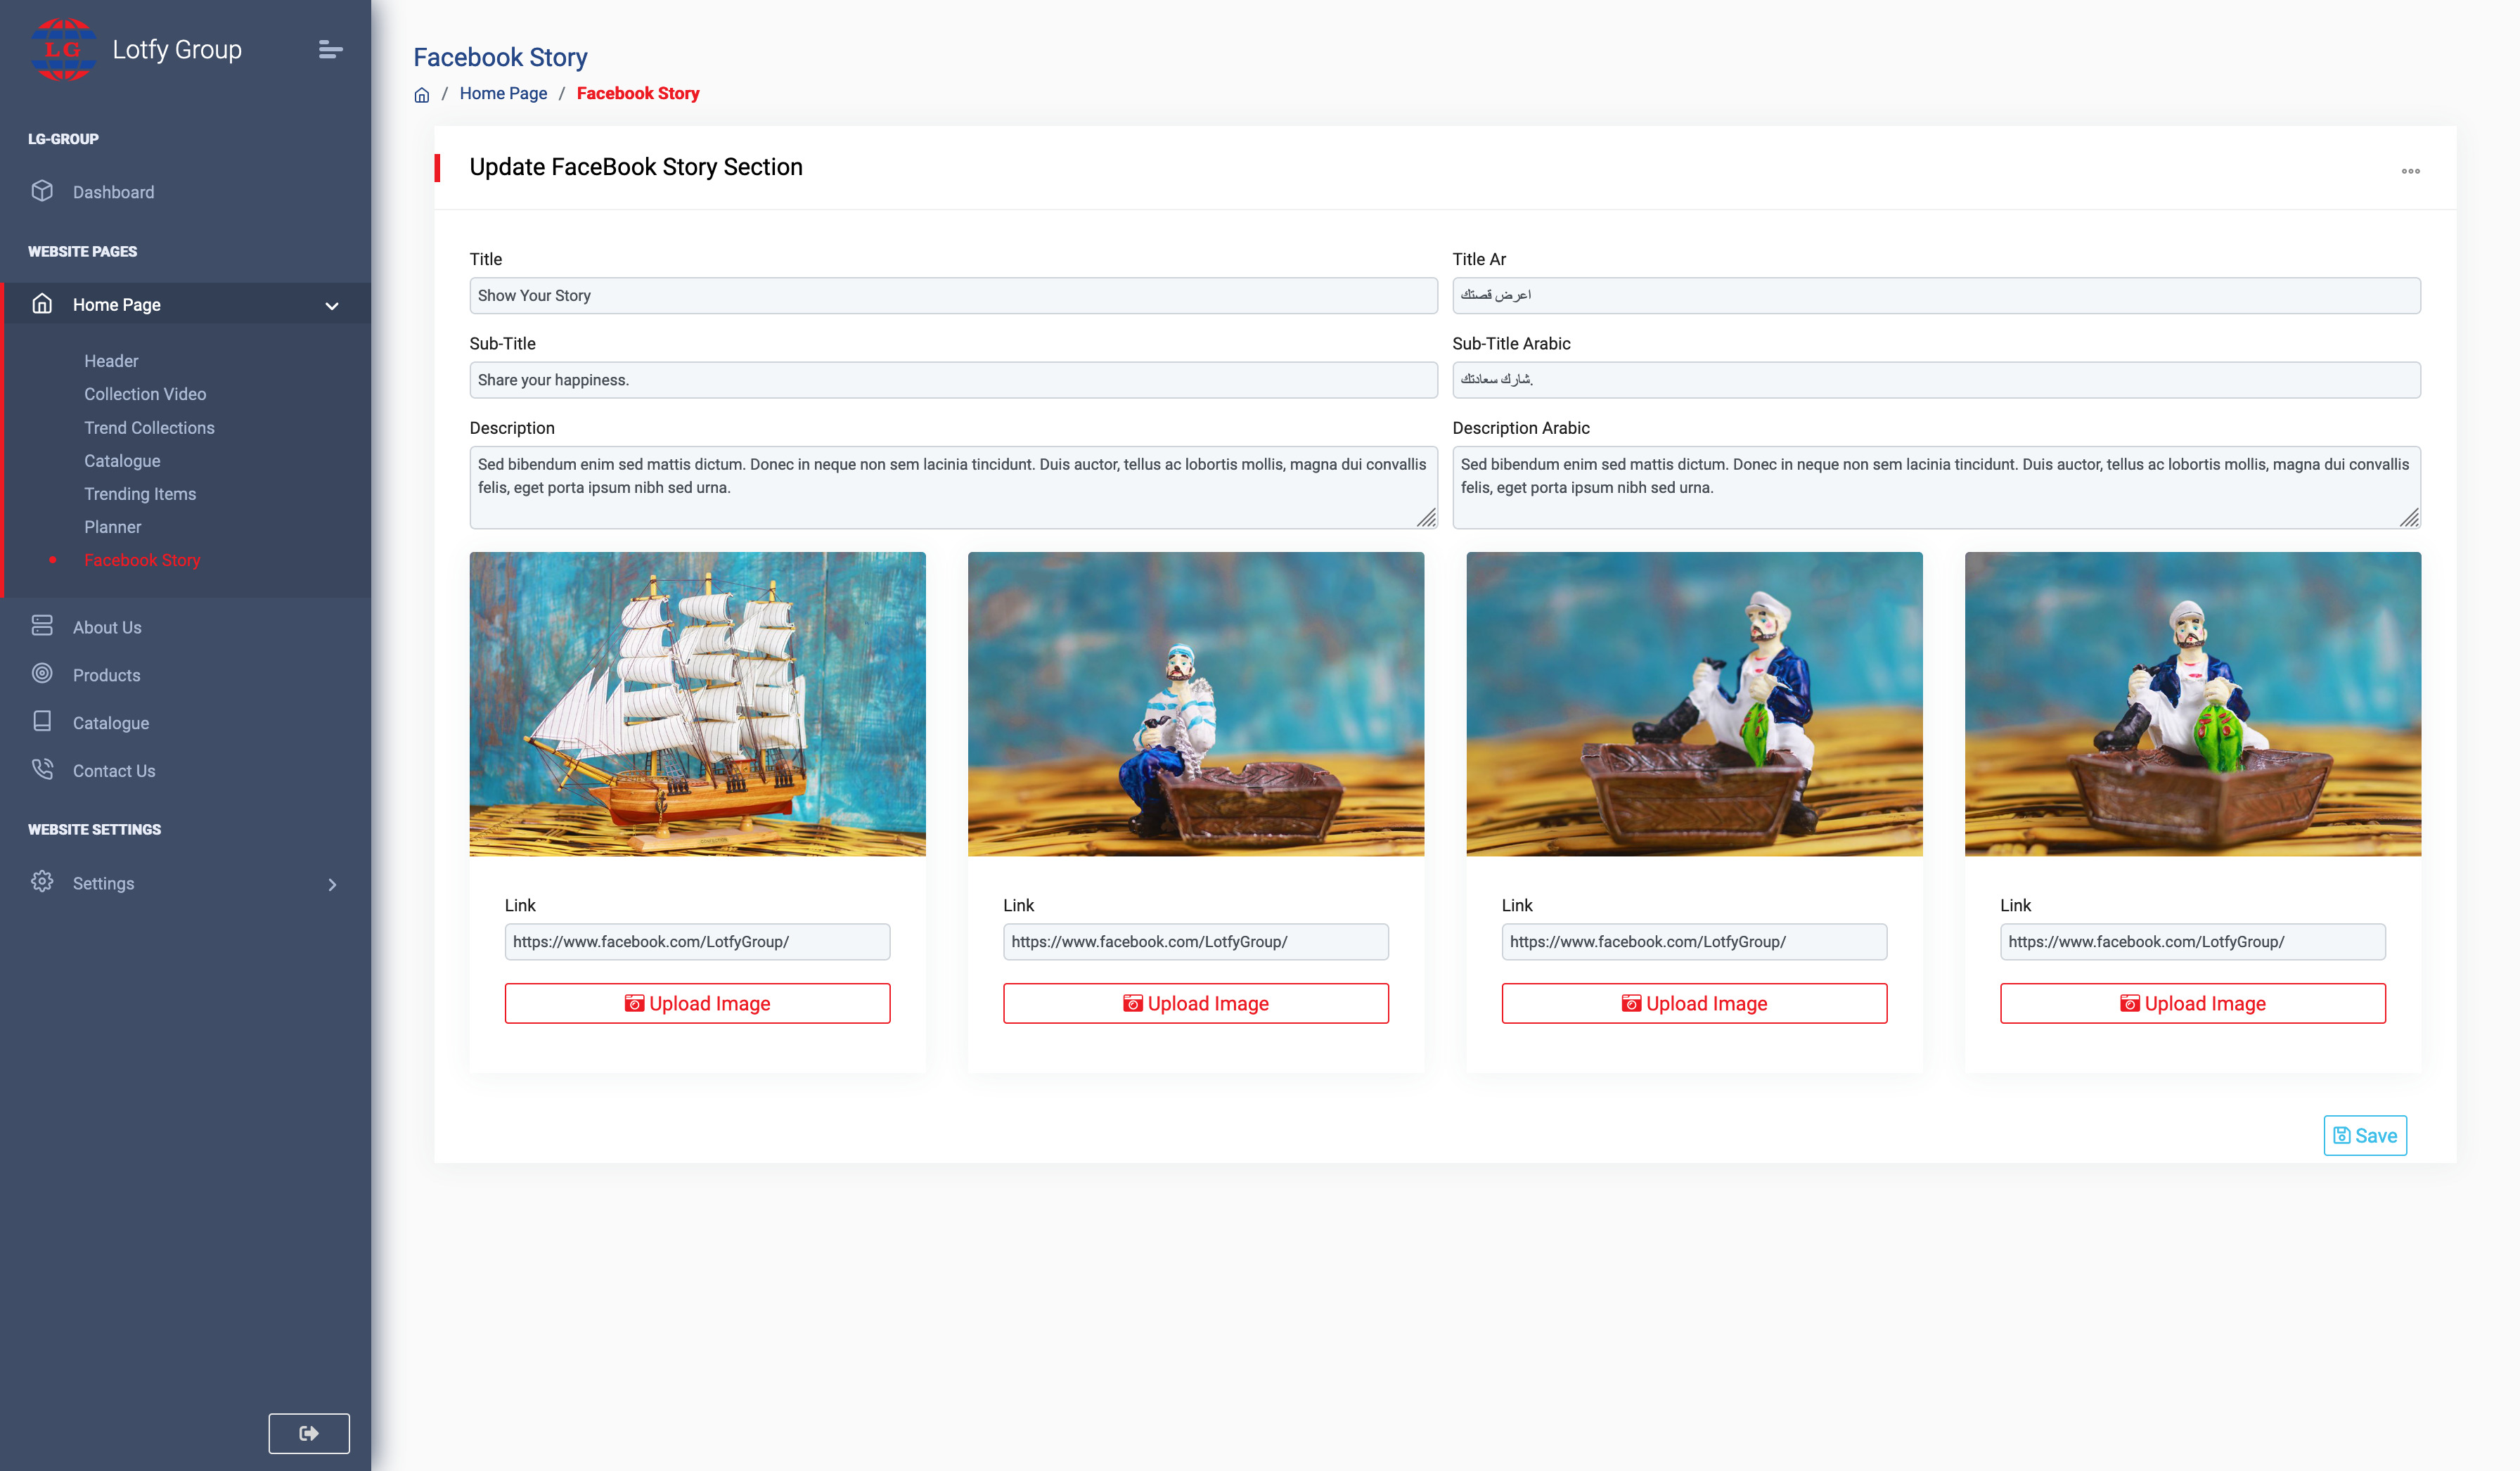 LG
Lotfy Group
LG-GROUP
Dashboard
WEBSITE PAGES
Home Page
Header
Collection Video
Trend Collections
Catalogue
Trending Items
Planner
Facebook Story
About Us
Products
Catalogue
Contact Us
WEBSITE SETTINGS
Settings
Facebook Story
/ Home Page / Facebook Story
Update FaceBook Story Section
Title
Show Your Story
Title Ar
اعرض قصتك
Sub-Title
Share your happiness.
Sub-Title Arabic
شارك سعادتك.
Description
Sed bibendum enim sed mattis dictum. Donec in neque non sem lacinia tincidunt. Duis auctor, tellus ac lobortis mollis, magna dui convallis
felis, eget porta ipsum nibh sed urna.
Description Arabic
Sed bibendum enim sed mattis dictum. Donec in neque non sem lacinia tincidunt. Duis auctor, tellus ac lobortis mollis, magna dui convallis
felis, eget porta ipsum nibh sed urna.
Link
https://www.facebook.com/LotfyGroup/
Upload Image
Link
https://www.facebook.com/LotfyGroup/
Upload Image
Link
https://www.facebook.com/LotfyGroup/
Upload Image
Link
https://www.facebook.com/LotfyGroup/
Upload Image
Save